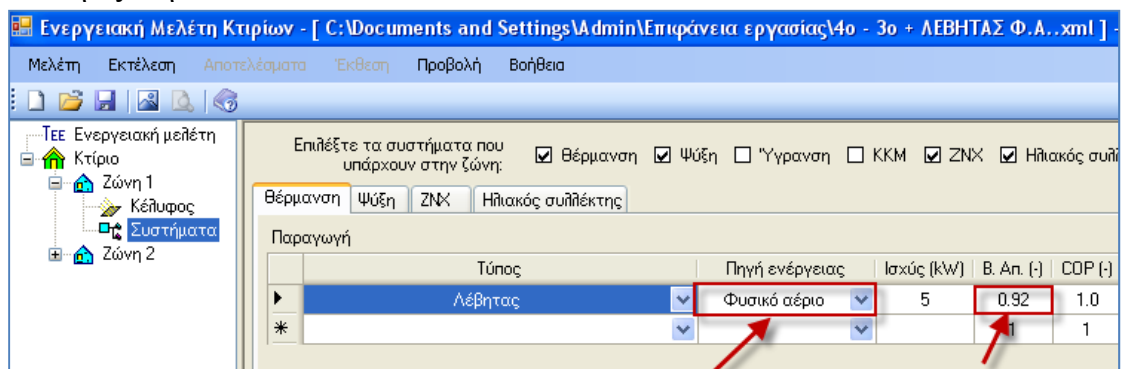 Ενεργειακή Μελέτη Κτιρίων - [ C:\Documents and Settings\Admin\Επιφάνεια εργασίας\4ο - 3ο + ΛΕΒΗΤΑΣ Φ.Α..xml ] -
Μελέτη Εκτέλεση Αποτελέσματα Έκθεση Προβολή Βοήθεια
ΤΕΕ Ενεργειακή μελέτη
Κτίριο
Ζώνη 1
Κέλυφος
Συστήματα
Ζώνη 2
Επιλέξτε τα συστήματα που
υπάρχουν στην ζώνη:
Θέρμανση Ψύξη Ύγρανση ΚΚΜ ΖΝΧ Ηλιακός συλλ
Θέρμανση Ψύξη ΖΝΧ Ηλιακός συλλέκτης
Παραγωγή
Τύπος Πηγή ενέργειας Ισχύς (kW) Β. Απ. (-) COP (-)
Λέβητας Φυσικό αέριο 5 0.92 1.0
1 1